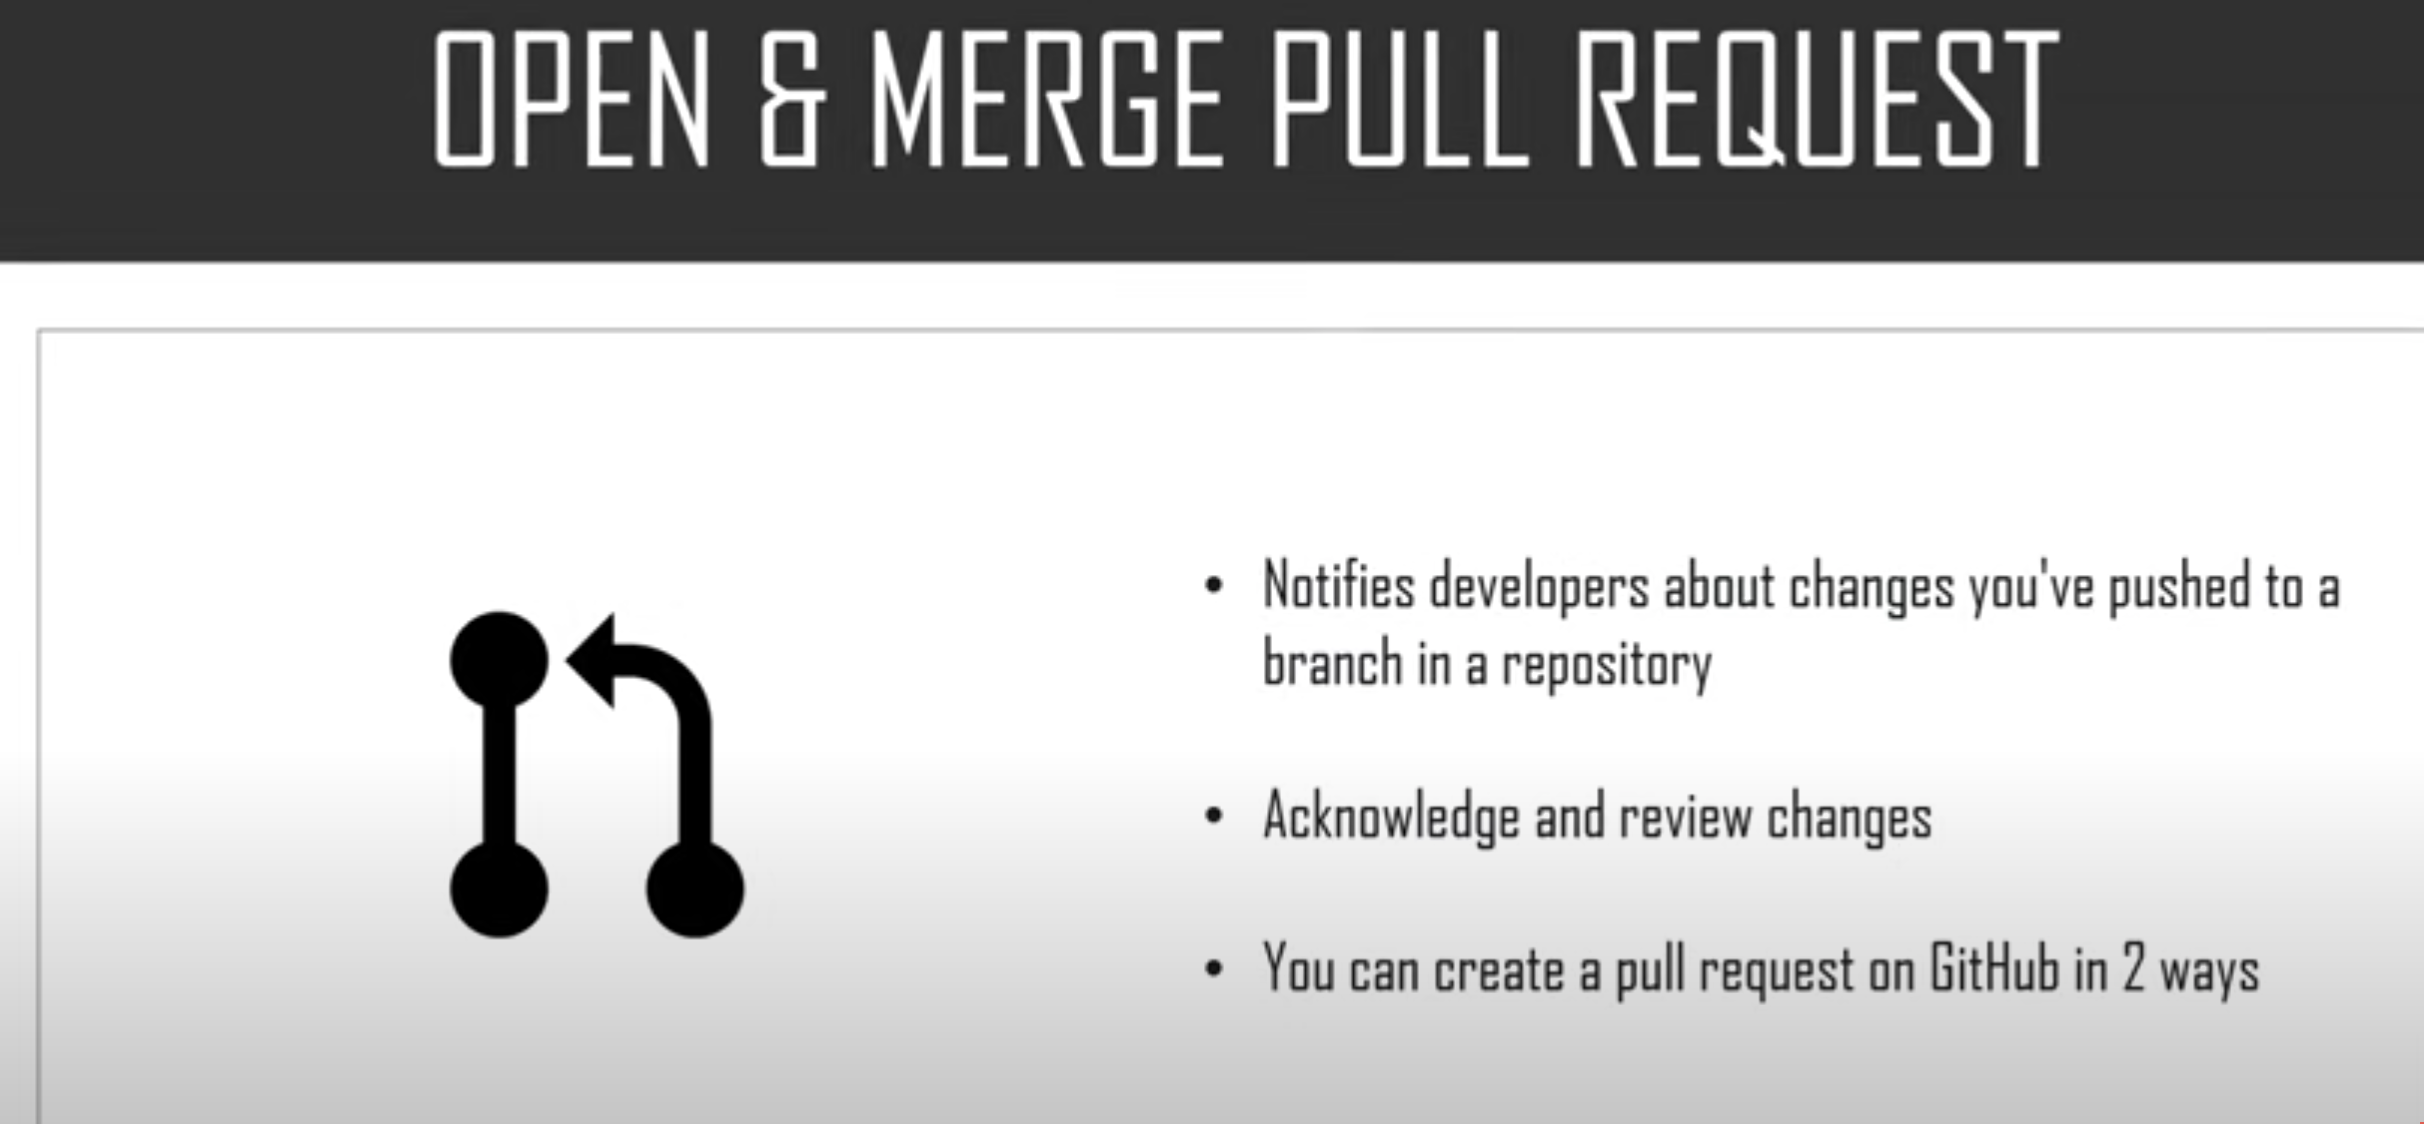 OPEN & MERGE PULL REQUEST
• Notifies developers about changes you've pushed to a
branch in a repository
• Acknowledge and review changes
• You can create a pull request on GitHub in 2 ways